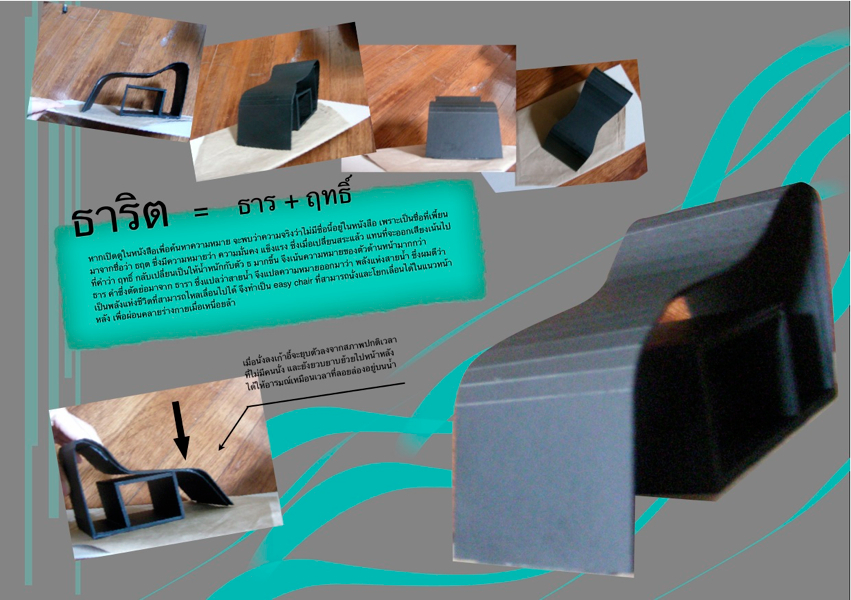 ธาริต = ธาร + ฤทธิ์
หากเปิดดูในหนังสือเพื่อค้นหาความหมาย จะพบว่าความจริงว่าไม่มีชื่อนี้อยู่ในหนังสือ เพราะเป็นชื่อที่เพี้ยน
มาจากชื่อว่า ธฤต ซึ่งมีความหมายว่า ความมั่นคง แข็งแรง ซึ่งเมื่อเปลี่ยนสระแล้ว แทนที่จะออกเสียงเน้นไป
ที่คำว่า ฤทธิ์ กลับเปลี่ยนเป็นให้น้ำหนักกับตัว ธ มากขึ้น จึงเน้นความหมายของตัวด้านหน้ามากกว่า
ธาร คำซึ่งตัดย่อมาจาก ธารา ซึ่งแปลว่าสายน้ำ จึงแปลความหมายออกมาว่า พลังแห่งสายน้ำ ซึ่งผมตีว่า
เป็นพลังแห่งชีวิตที่สามารถไหลเลื่อนไปได้ จึงทำเป็น easy chair ที่สามารถนั่งและโยกเลื่อนได้ในแนวหน้า
หลัง เพื่อผ่อนคลายร่างกายเมื่อเหนื่อยล้า
เมื่อนั่งลงเก้าอี้จะยุบตัวลงจากสภาพปกติเวลา
ที่ไม่มีคนนั่ง และยังยวบยาบย้ายไปหน้าหลัง
ได้ให้อารมณ์เหมือนเวลาที่ลอยล่องอยู่บนน้ำ